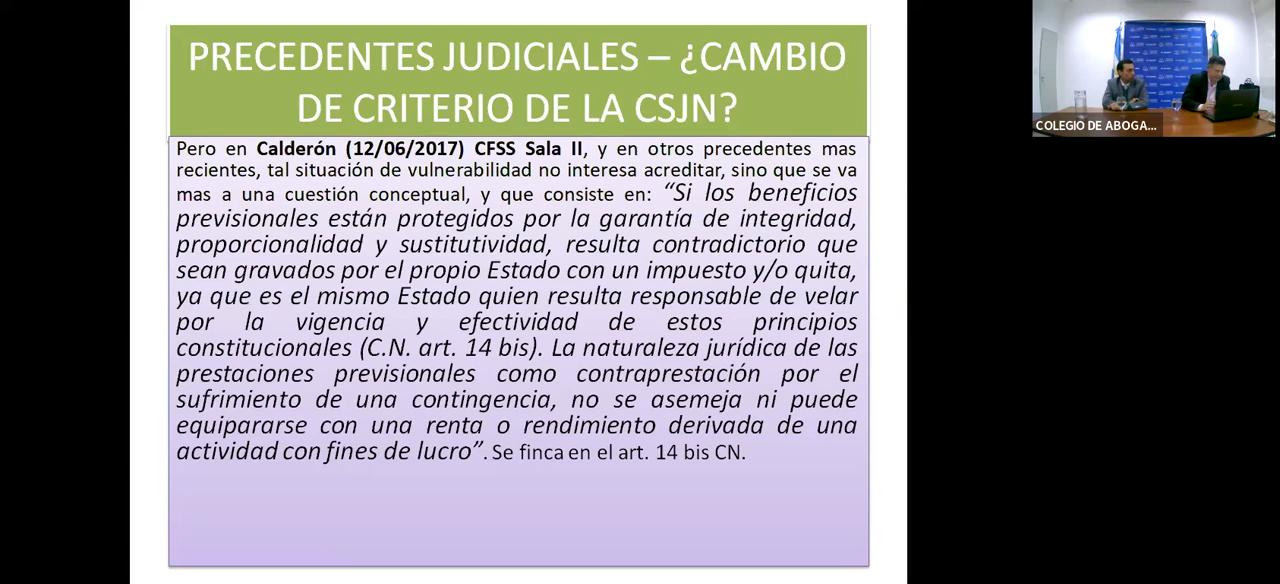 PRECEDENTES JUDICIALES – ¿CAMBIO
DE CRITERIO DE LA CSJN?
Pero en Calderón (12/06/2017) CFSS Sala II, y en otros precedentes mas
recientes, tal situación de vulnerabilidad no interesa acreditar, sino que se va
mas a una cuestión conceptual, y que consiste en: “Si los beneficios
previsionales están protegidos por la garantía de integridad,
proporcionalidad y sustitutividad, resulta contradictorio que
sean gravados por el propio Estado con un impuesto y/o quita,
ya que es el mismo Estado quien resulta responsable de velar
por la vigencia y efectividad de estos principios
constitucionales (C.N. art. 14 bis). La naturaleza jurídica de las
prestaciones previsionales como contraprestación por el
sufrimiento de una contingencia, no se asemeja ni puede
equipararse con una renta o rendimiento derivada de una
actividad con fines de lucro”. Se finca en el art. 14 bis CN.
COLEGIO DE ABOGA...